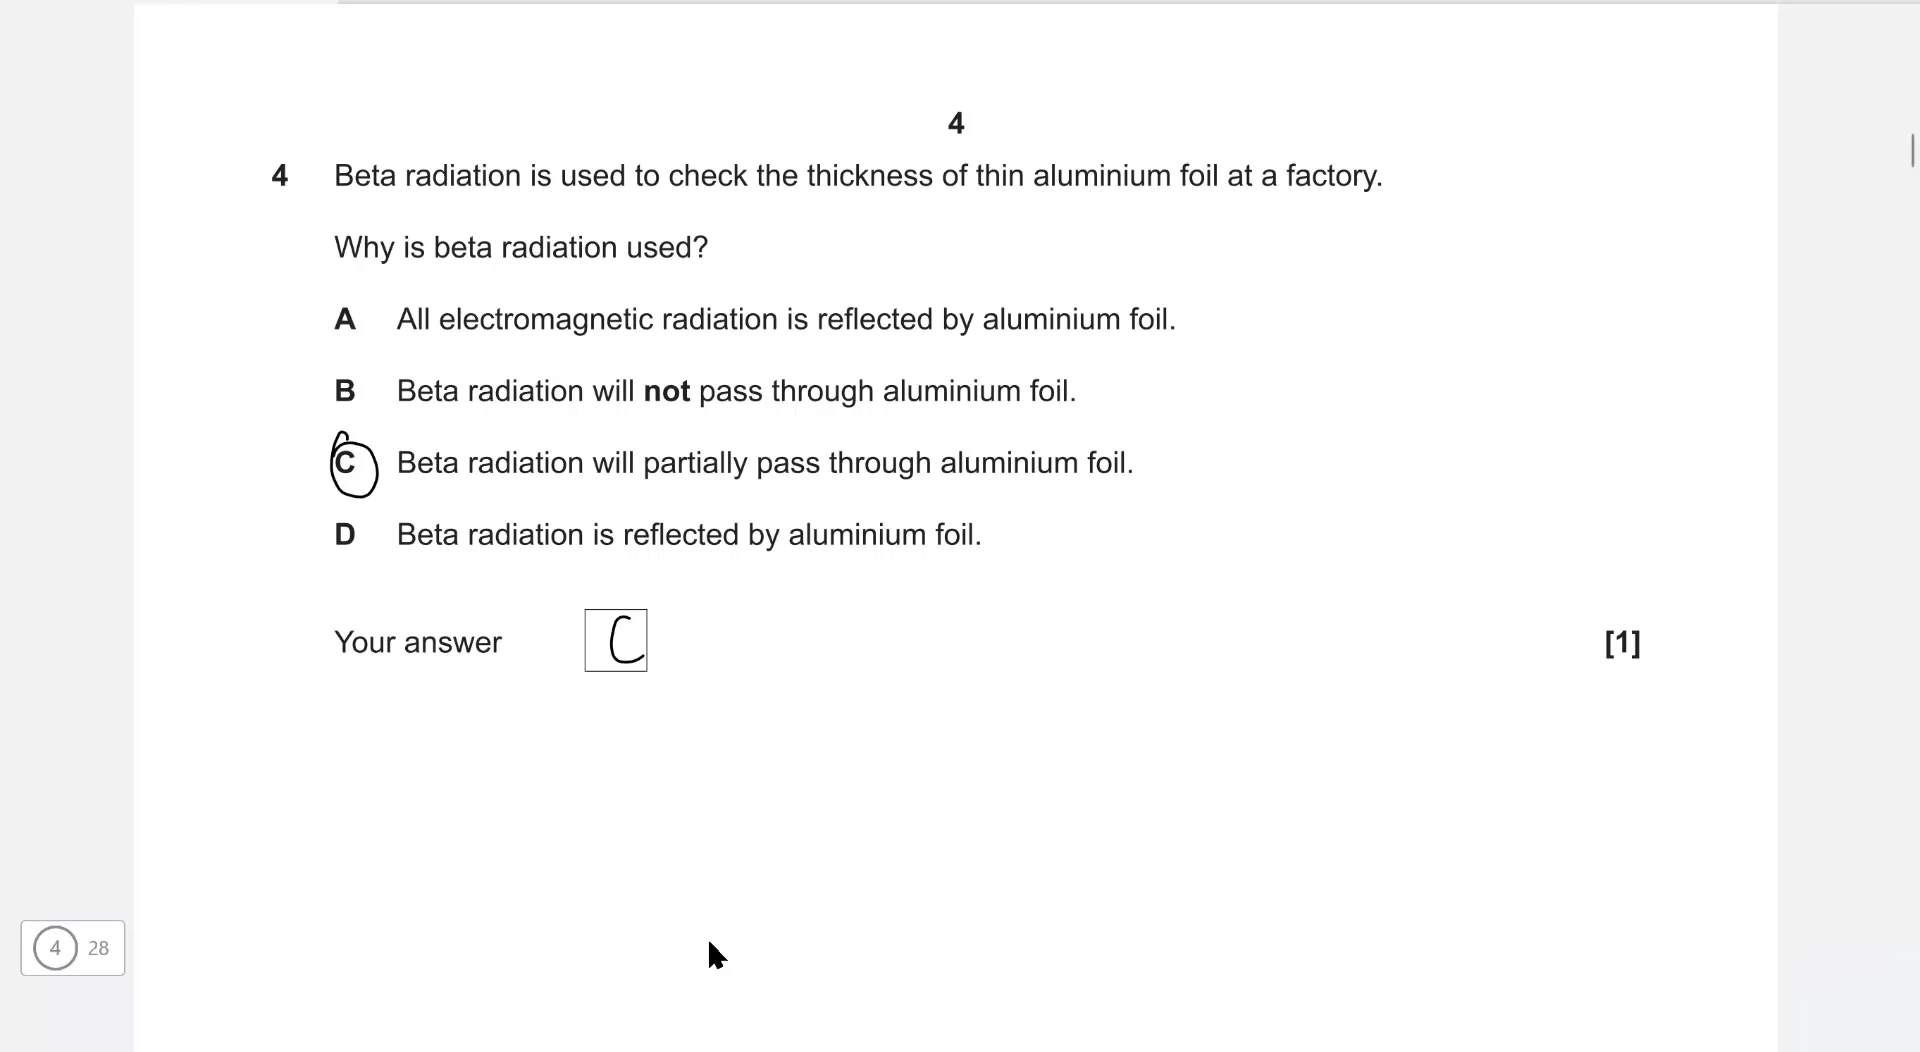 4
4 Beta radiation is used to check the thickness of thin aluminium foil at a factory.
Why is beta radiation used?
A All electromagnetic radiation is reflected by aluminium foil.
B Beta radiation will not pass through aluminium foil.
C Beta radiation will partially pass through aluminium foil.
D Beta radiation is reflected by aluminium foil.
Your answer C [1]
4 28